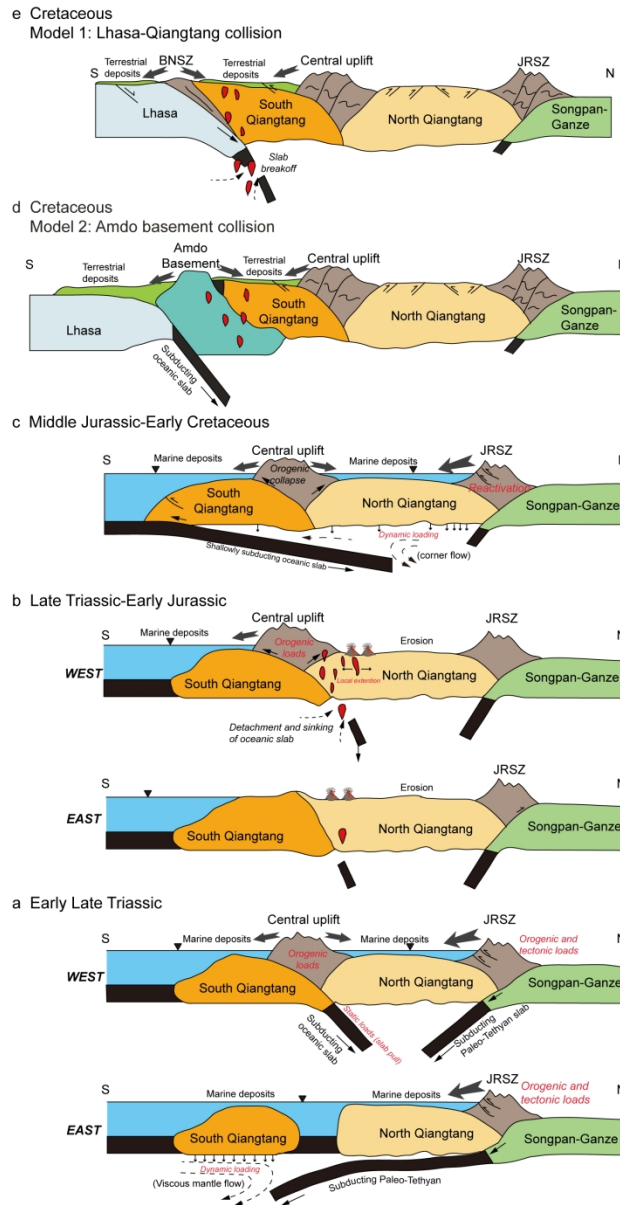 e Cretaceous
Model 1: Lhasa-Qiangtang collision
S
Terrestrial deposits
BNSZ
Terrestrial deposits
Central uplift
JRSZ
N
Lhasa
South Qiangtang
North Qiangtang
Songpan-Ganze
Slab breakoff
d Cretaceous
Model 2: Amdo basement collision
S
Terrestrial deposits
Amdo Basement
Terrestrial deposits
Central uplift
JRSZ
Lhasa
South Qiangtang
North Qiangtang
Songpan-Ganze
Subducting oceanic slab
c Middle Jurassic-Early Cretaceous
S
Marine deposits
Central uplift
Marine deposits
JRSZ
Orogenic collapse
Reactivation
South Qiangtang
North Qiangtang
Songpan-Ganze
Dynamic loading
Shallowly subducting oceanic slab
(corner flow)
b Late Triassic-Early Jurassic
Central uplift
S
Marine deposits
Erosion
JRSZ
WEST
Orogenic loads
Local extention
South Qiangtang
North Qiangtang
Songpan-Ganze
Detachment and sinking of oceanic slab
S
Erosion
JRSZ
EAST
South Qiangtang
North Qiangtang
Songpan-Ganze
a Early Late Triassic
S
Central uplift
JRSZ
Marine deposits
Marine deposits
Orogenic and tectonic loads
WEST
Orogenic loads
South Qiangtang
North Qiangtang
Songpan-Ganze
Subducting oceanic slab
Static loads (slab pull)
Subducting Paleo-Tethyan slab
S
Marine deposits
JRSZ
Orogenic and tectonic loads
EAST
South Qiangtang
North Qiangtang
Songpan-Ganze
Dynamic loading
(Viscous mantle flow)
Subducting Paleo-Tethyan